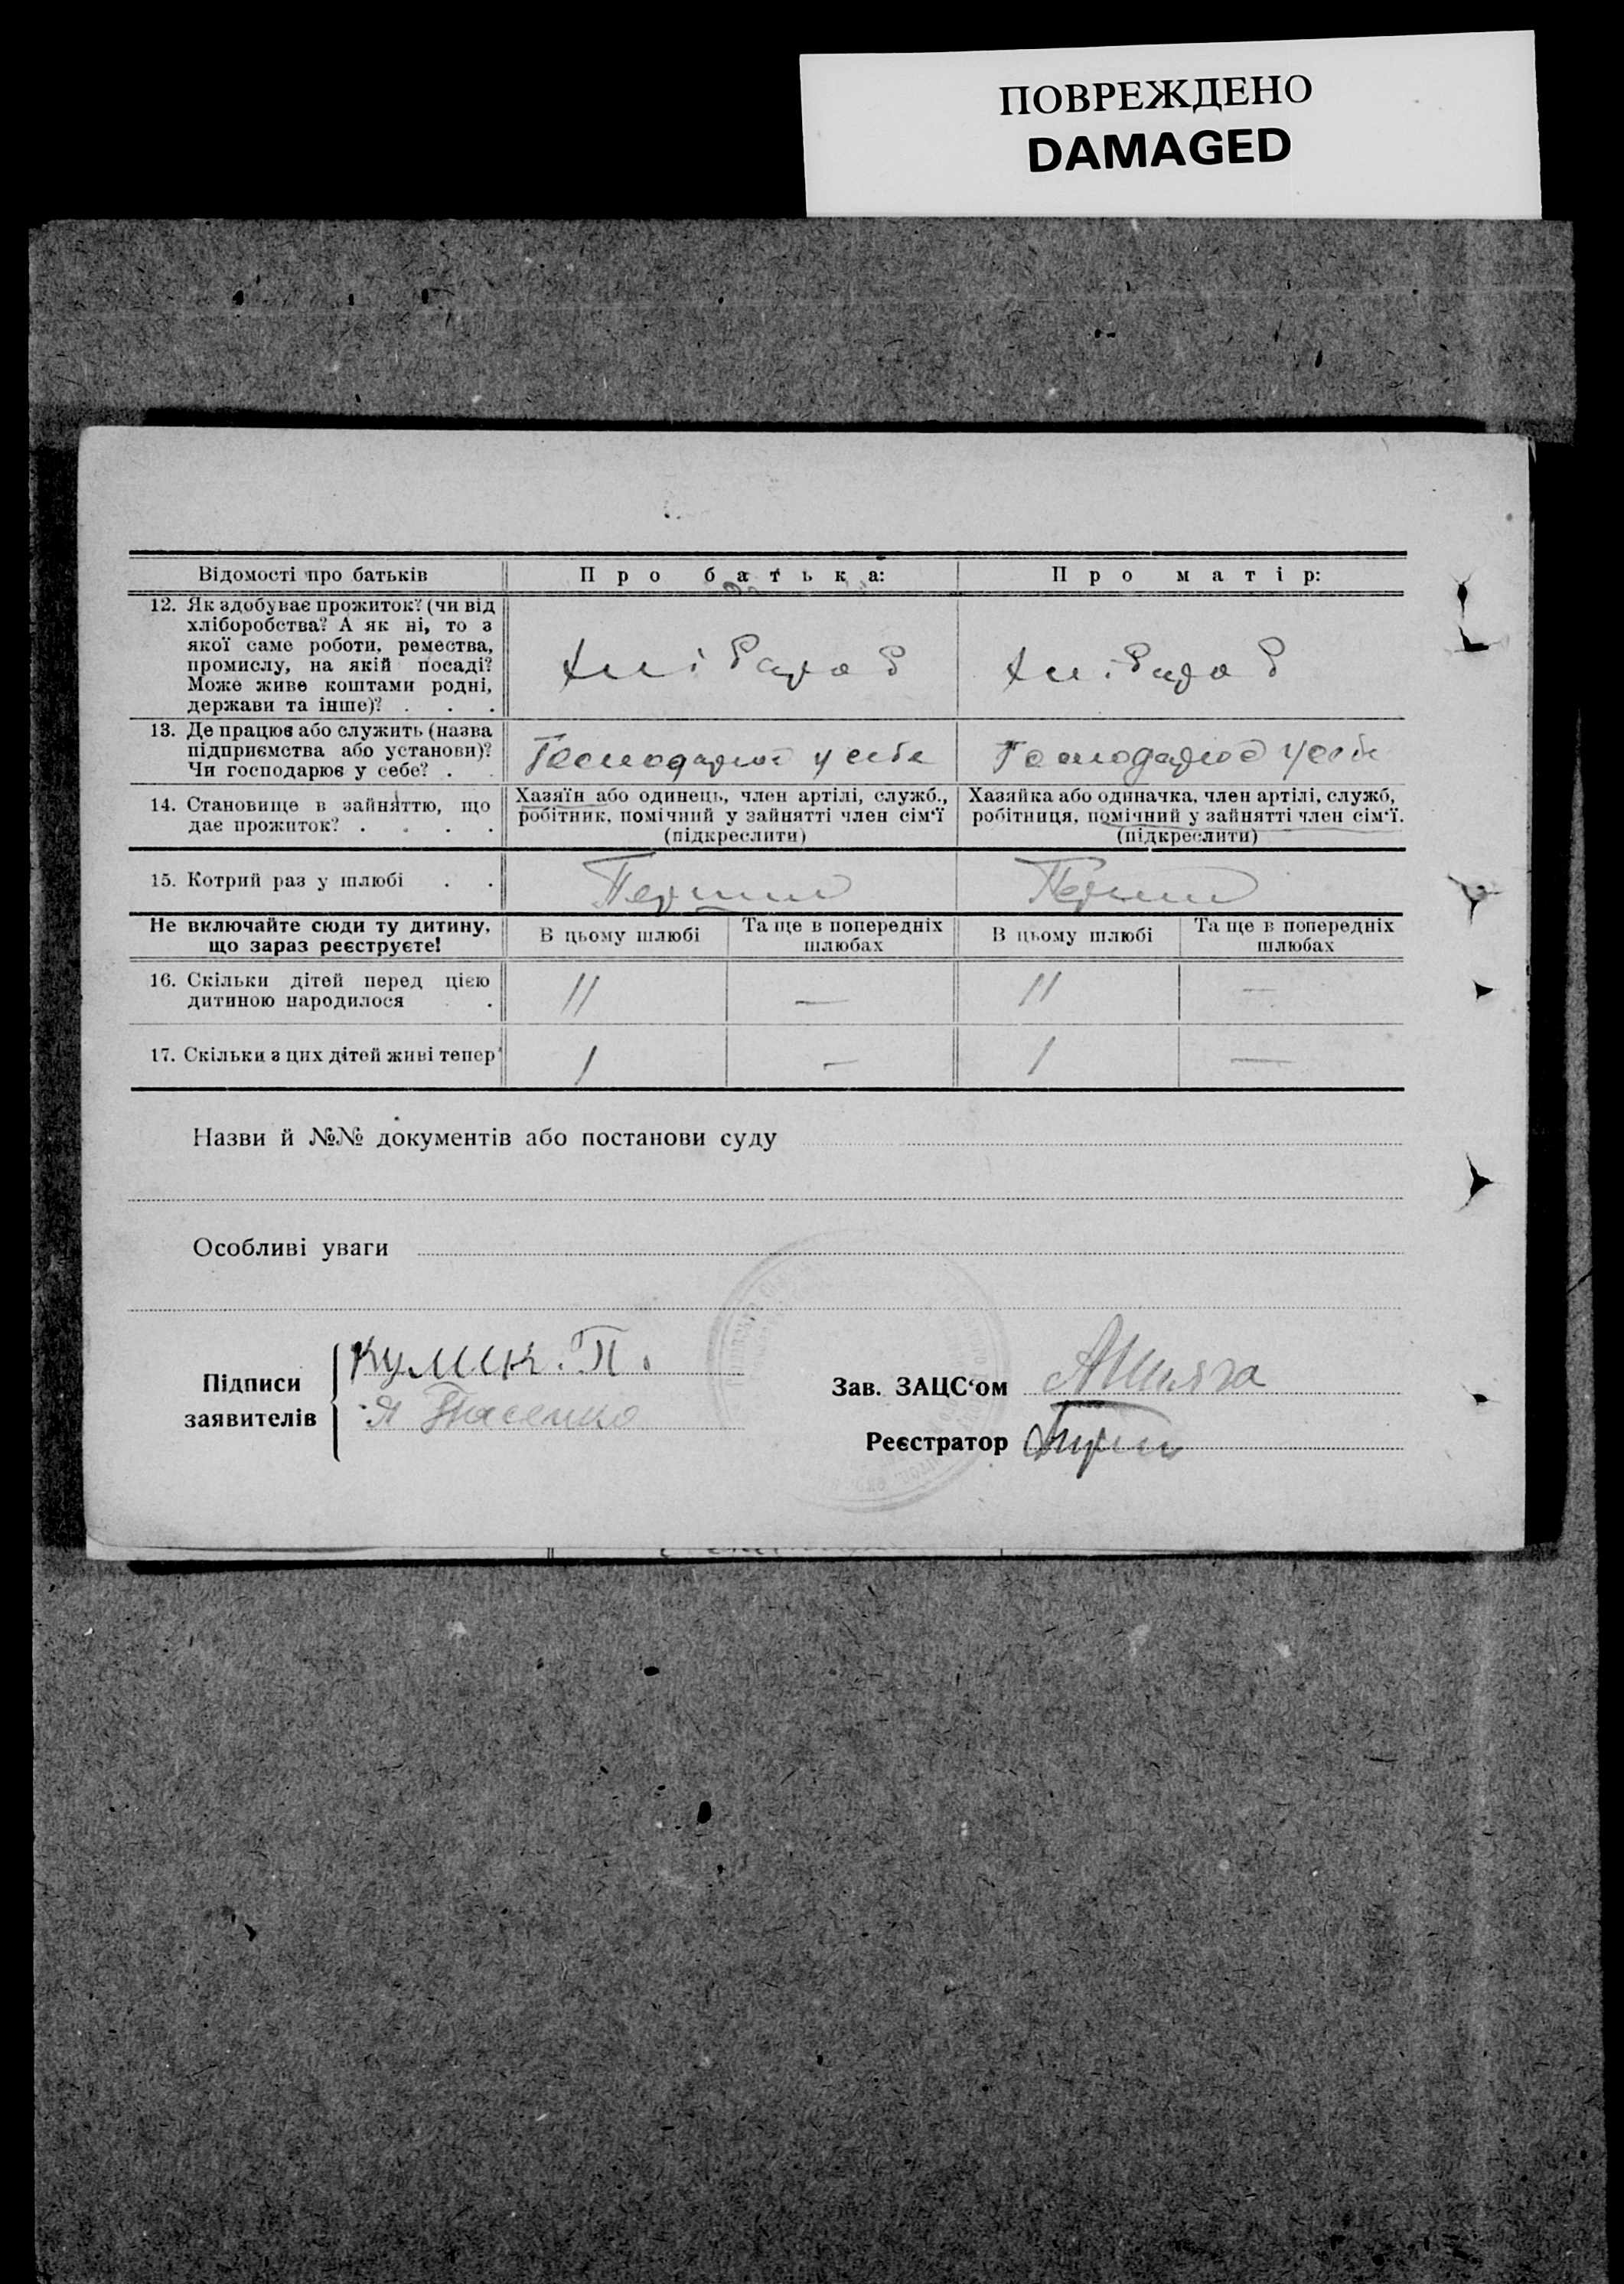 ПОВРЕЖДЕНО
DAMAGED
Відомості про батьків
Про батька:
Про матір:
12. Як здобуває прожиток? (чи від
хліборобства? А як ні, то з
якої саме роботи, ремества,
промислу, на якій посаді?
Може живе коштами родні,
держави та інше)? . . .
Хлібороб
Хлібороб
13. Де працює або служить (назва
підприємства або установи)?
Чи господарює у себе? .
Господарює у себе
Господарює у себе
14. Становище в зайняттю, що
дає прожиток? . . . .
Хазяїн або одинець, член артілі, служб.,
робітник, помічний у зайнятті член сім'ї
(підкреслити)
Хазяйка або одиначка, член артілі, служб,
робітниця, помічний у зайнятті член сім'ї.
(підкреслити)
15. Котрий раз у шлюбі . .
Перший
Перший
Не включайте сюди ту дитину,
що зараз реєструєте!
В цьому шлюбі
Та ще в попередніх
шлюбах
В цьому шлюбі
Та ще в попередніх
шлюбах
16. Скільки дітей перед цією
дитиною народилося .
11
—
11
—
17. Скільки з цих дітей живі тепер
1
—
1
—
Назви й №№ документів або постанови суду
Особливі уваги
Підписи
заявителів
Кулик. П.
Зав. ЗАЦС'ом
Реєстратор